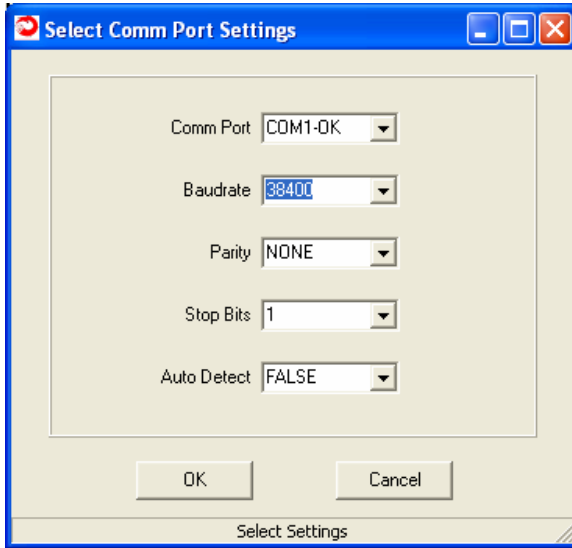 Select Comm Port Settings
Comm Port COM1-OK
Baudrate 38400
Parity NONE
Stop Bits 1
Auto Detect FALSE
OK Cancel
Select Settings